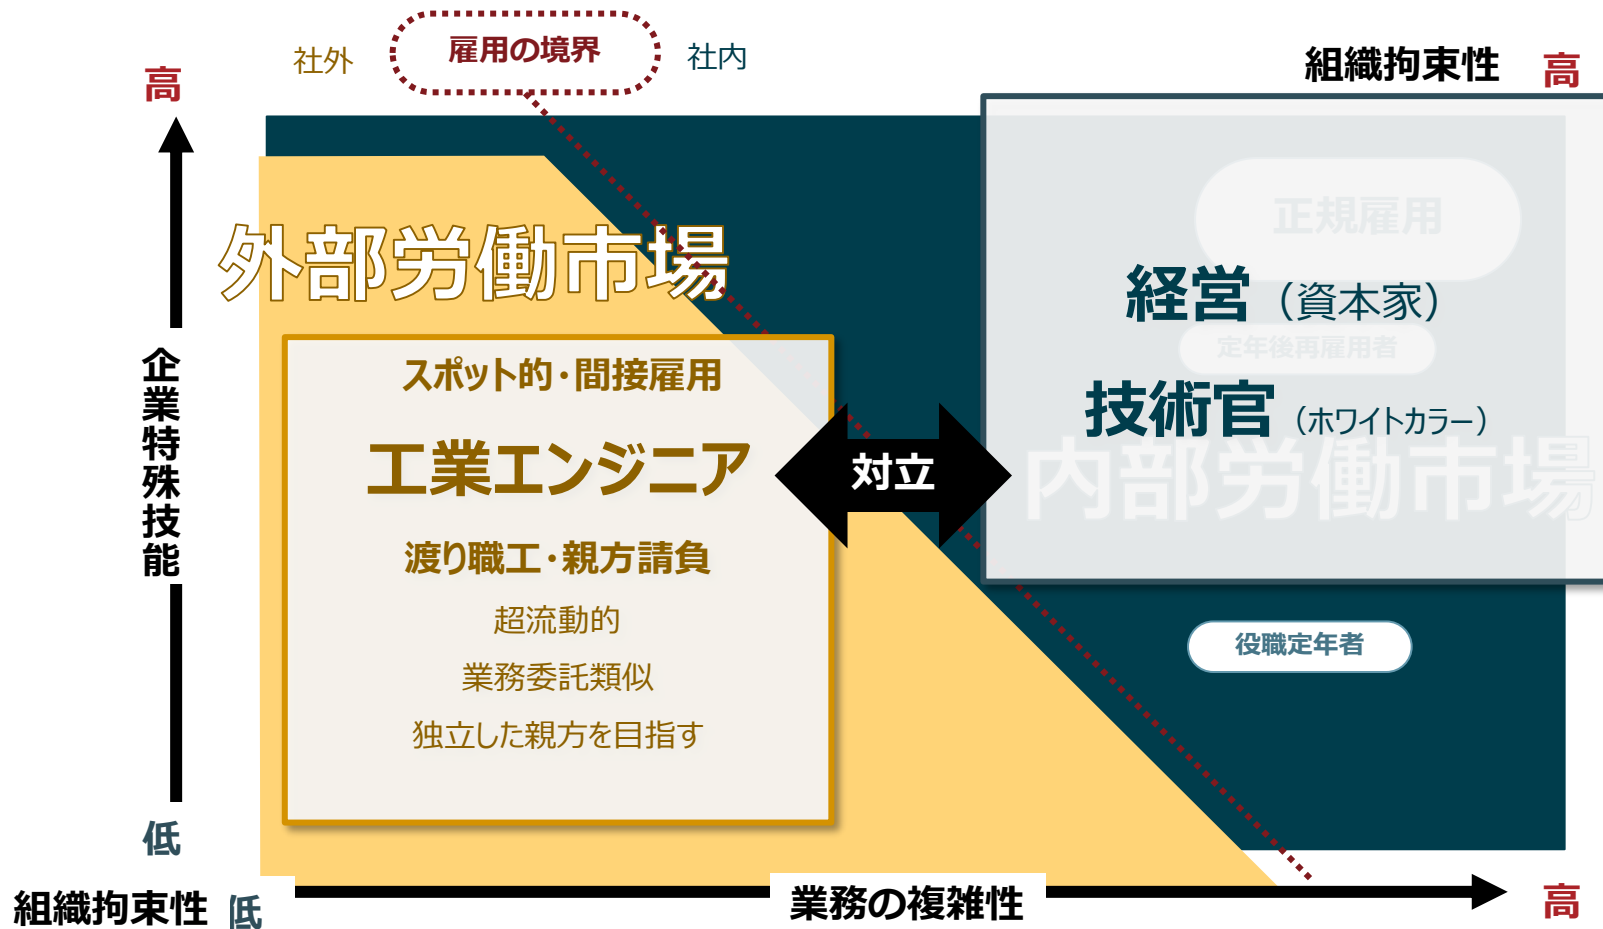 社外
雇用の境界
社内
組織拘束性 高
高
外部労働市場
正規雇用
経営（資本家）
定年後再雇用者
スポット的・間接雇用
技術官（ホワイトカラー）
工業エンジニア
対立
内部労働市場
企業特殊技能
渡り職工・親方請負
超流動的
役職定年者
業務委託類似
独立した親方を目指す
低
組織拘束性 低
業務の複雑性
高